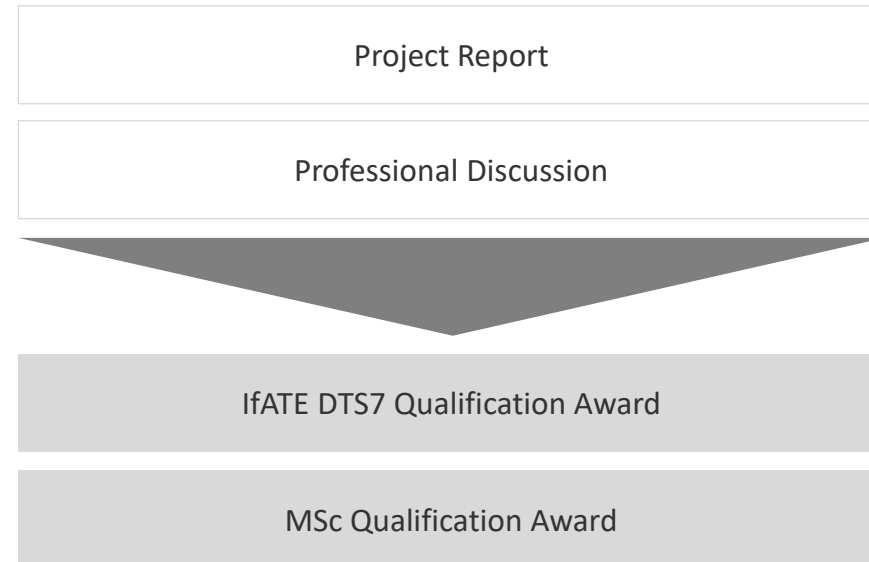 Project Report
Professional Discussion
IfATE DTS7 Qualification Award
MSc Qualification Award